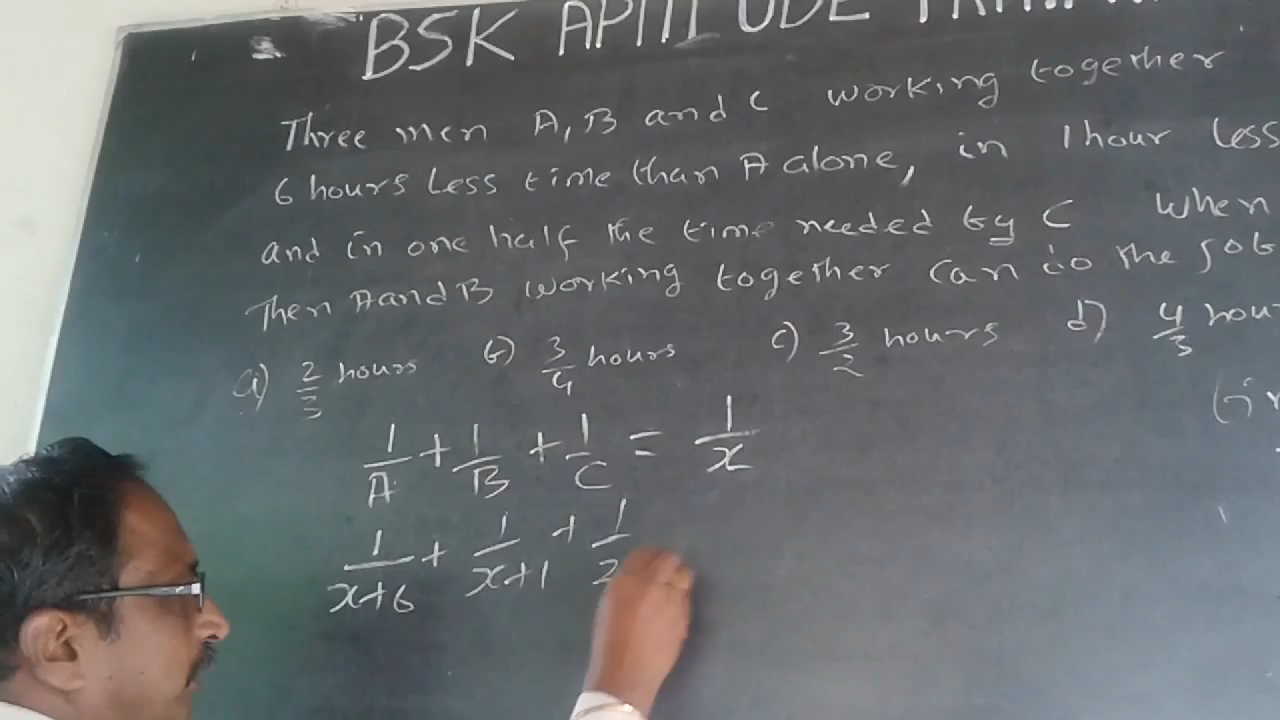 BSK APTITUDE
Three men A, B and C working together
6 hours Less time than A alone, in 1 hour Less
and in one half the time needed by C When
Then A and B working together can do the job
a) 2/3 hours b) 3/4 hours c) 3/2 hours d) 4/3 hou
1/A + 1/B + 1/C = 1/x
1/x+6 + 1/x+1 + 1/2